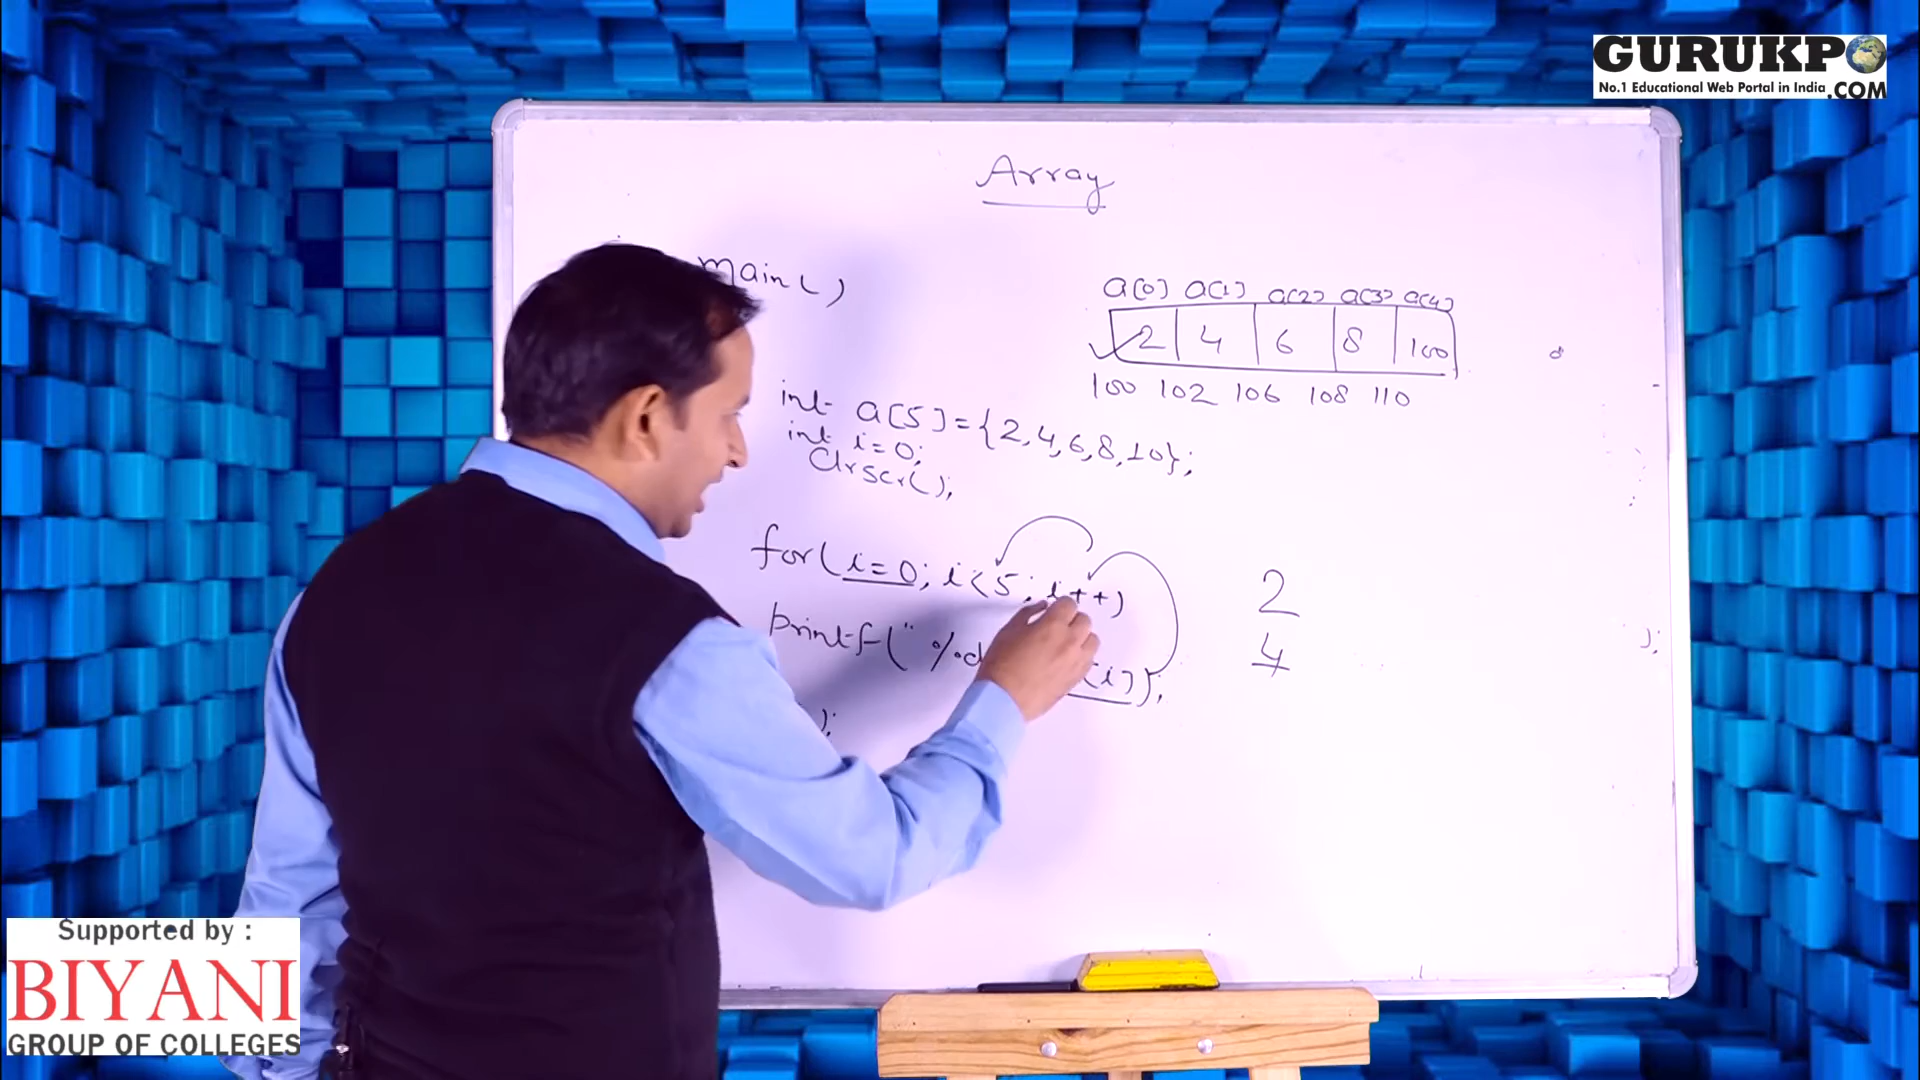 GURUKPO
No.1 Educational Web Portal in India .COM
Array
main()
a[0] a[1] a[2] a[3] a[4]
2 4 6 8 100
100 102 106 108 110
int a[5]={2,4,6,8,10};
int i=0;
clrscr();
for(i=0; i<5; i++)
printf("%d [i]);
);
2
4
);
Supported by :
BIYANI
GROUP OF COLLEGES